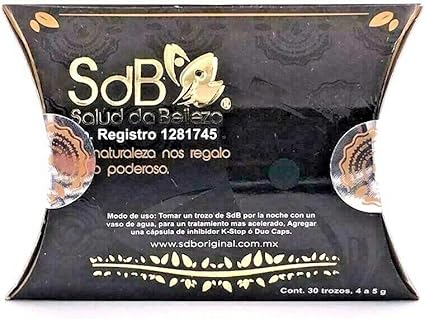 SdB
®
Salud da Belleza
. Registro 1281745
naturaleza nos regalo
poderoso.
Modo de uso: Tomar un trozo de SdB por la noche con un
vaso de agua, para un tratamiento mas acelerado, Agregar
una cápsula de inhibidor K-Stop ó Duo Caps.
www.sdboriginal.com.mx
Cont. 30 trozos, 4 a 5 g